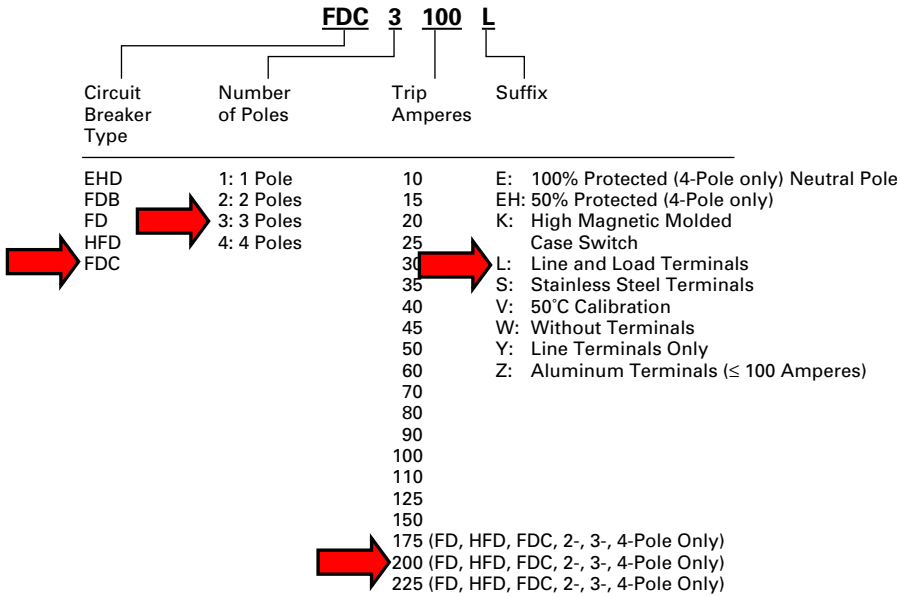 FDC 3 100 L
Circuit Breaker Type
Number of Poles
Trip Amperes
Suffix
EHD
FDB
FD
HFD
FDC
1: 1 Pole
2: 2 Poles
3: 3 Poles
4: 4 Poles
10
15
20
25
30
35
40
45
50
60
70
80
90
100
110
125
150
175 (FD, HFD, FDC, 2-, 3-, 4-Pole Only)
200 (FD, HFD, FDC, 2-, 3-, 4-Pole Only)
225 (FD, HFD, FDC, 2-, 3-, 4-Pole Only)
E: 100% Protected (4-Pole only) Neutral Pole
EH: 50% Protected (4-Pole only)
K: High Magnetic Molded
Case Switch
L: Line and Load Terminals
S: Stainless Steel Terminals
V: 50°C Calibration
W: Without Terminals
Y: Line Terminals Only
Z: Aluminum Terminals (≤ 100 Amperes)